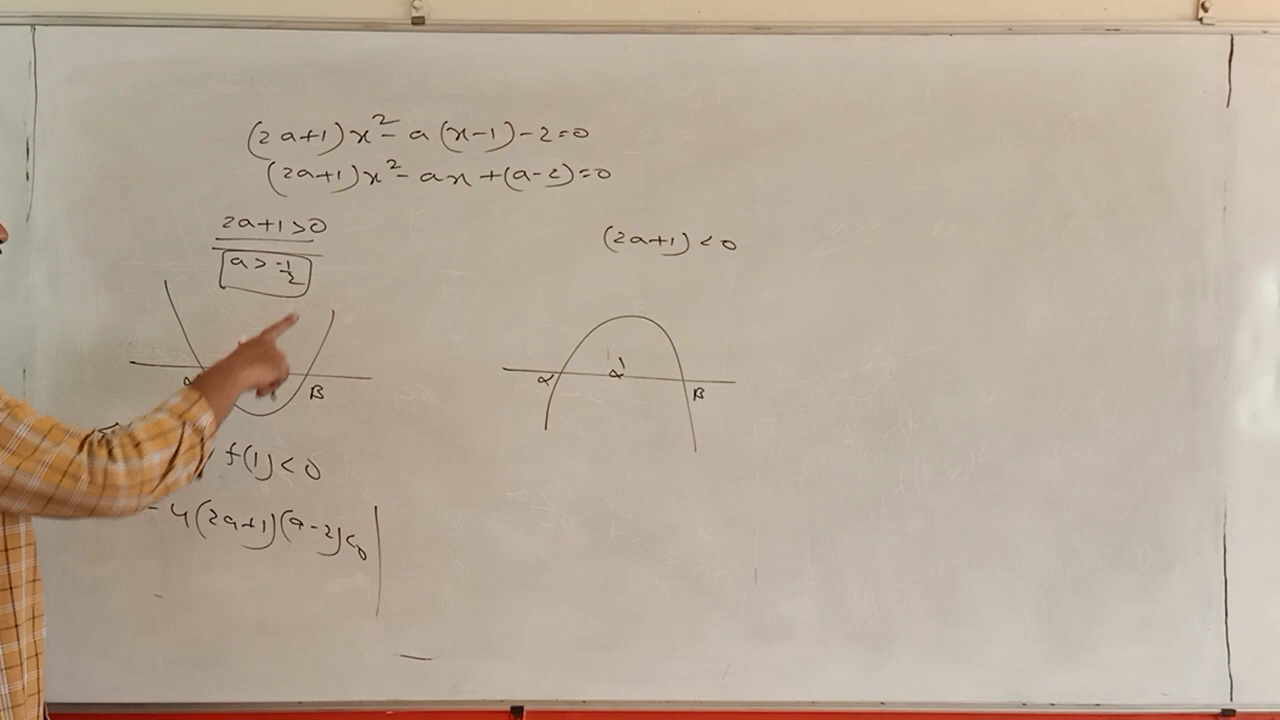 (2a+1)x²-a(x-1)-2=0
(2a+1)x²-ax+(a-2)=0
2a+1>0
a>-1/2
(2a+1)<0
β
α α β
f(1)<0
-4(2a+1)(a-2)<0